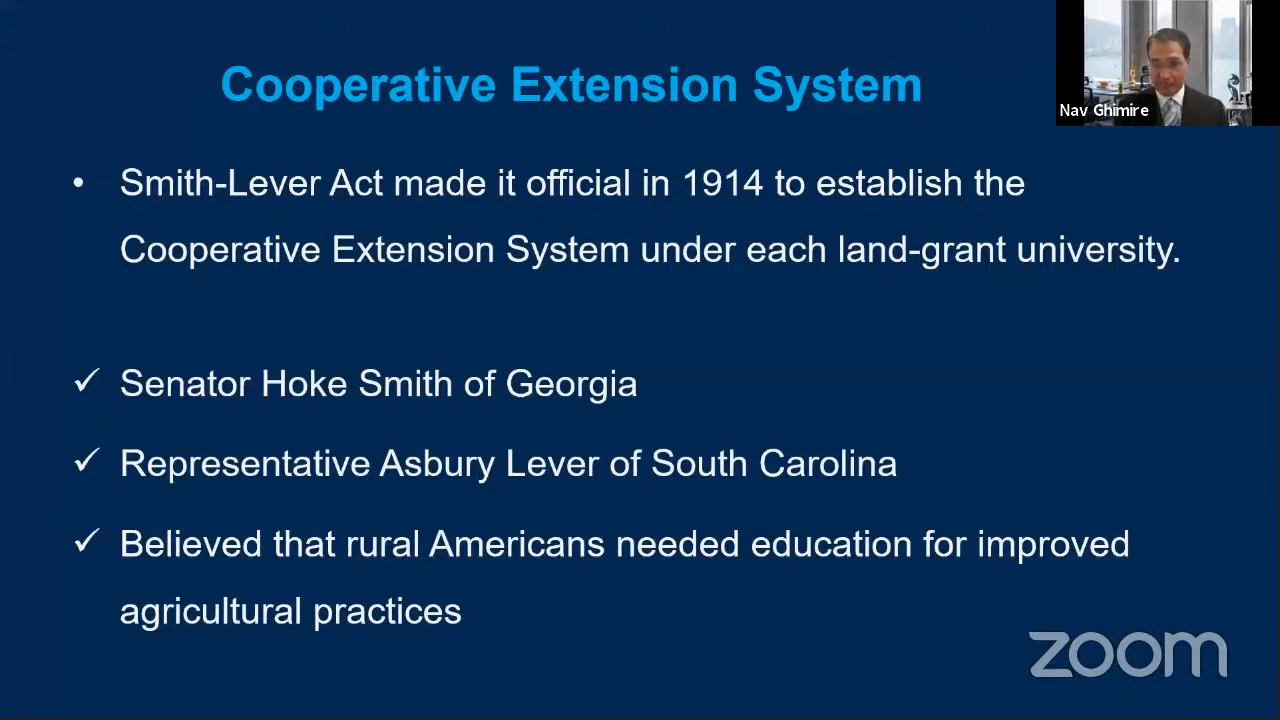 Cooperative Extension System
Nav Ghimire
• Smith-Lever Act made it official in 1914 to establish the
Cooperative Extension System under each land-grant university.
✓ Senator Hoke Smith of Georgia
✓ Representative Asbury Lever of South Carolina
✓ Believed that rural Americans needed education for improved
agricultural practices
zoom